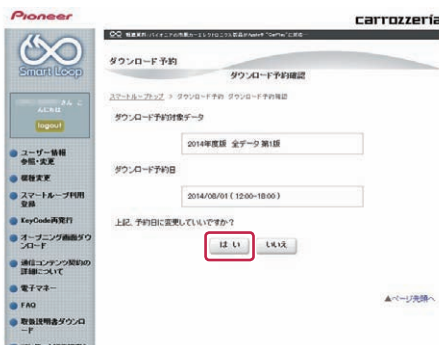 Pioneer
carrozzeria
Smart Loop
さん こ
んにちは
logout
ユーザー情報
参照・変更
機種変更
スマートループ利用
登録
KeyCode再発行
オープニング画面ダウ
ンロード
通信コンテンツ契約の
詳細について
電子マネー
FAQ
取扱説明書ダウンロ
ード
ダウンロード予約
ダウンロード予約確認
スマートループトップ > ダウンロード予約 ダウンロード予約確認
ダウンロード予約対象データ
2014年度版 全データ 第1版
ダウンロード予約日
2014/08/01 ( 12:00~18:00 )
上記、予約日に変更していいですか?
はい
いいえ
▲ページ先頭へ